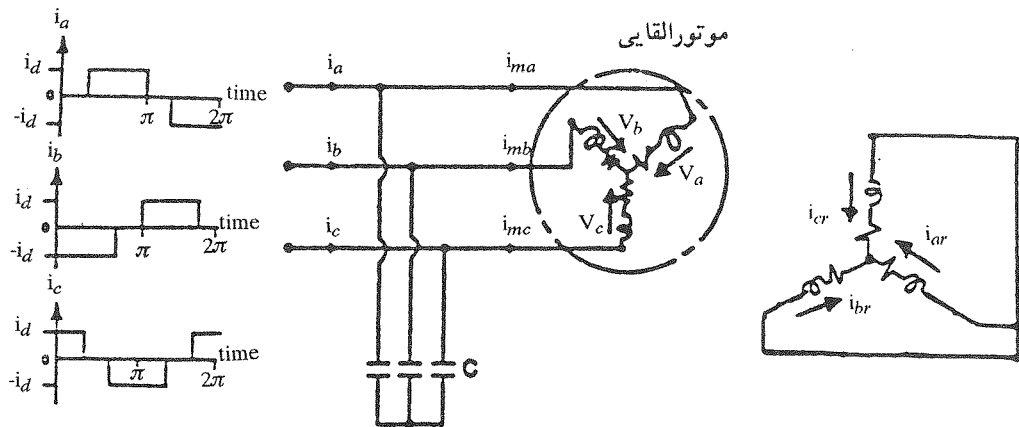 موتورالقایی
i_a
i_d
0
-i_d
π
2π
time
i_b
i_d
0
-i_d
π
2π
time
i_c
i_d
0
-i_d
π
2π
time
i_a
i_ma
i_b
i_mb
i_c
i_mc
V_b
V_a
V_c
C
i_cr
i_ar
i_br